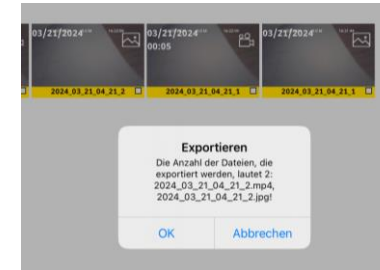 03/21/2024
03/21/2024
00:05
03/21/2024
2024_03_21_04_21_2
2024_03_21_04_21_1
2024_03_21_04_21_1
Exportieren
Die Anzahl der Dateien, die
exportiert werden, lautet 2:
2024_03_21_04_21_2.mp4,
2024_03_21_04_21_2.jpg!
OK
Abbrechen